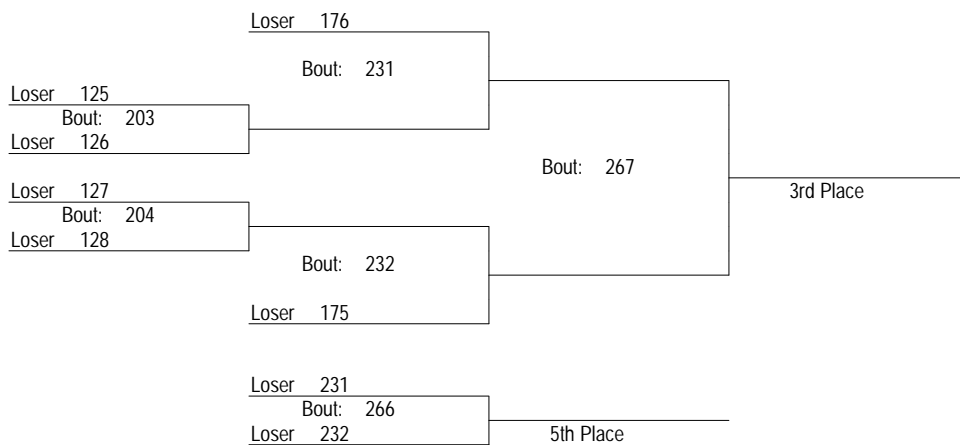 Loser 176
Bout: 231
Loser 125
Bout: 203
Loser 126
Bout: 267
Loser 127
3rd Place
Bout: 204
Loser 128
Bout: 232
Loser 175
Loser 231
Bout: 266
Loser 232
5th Place